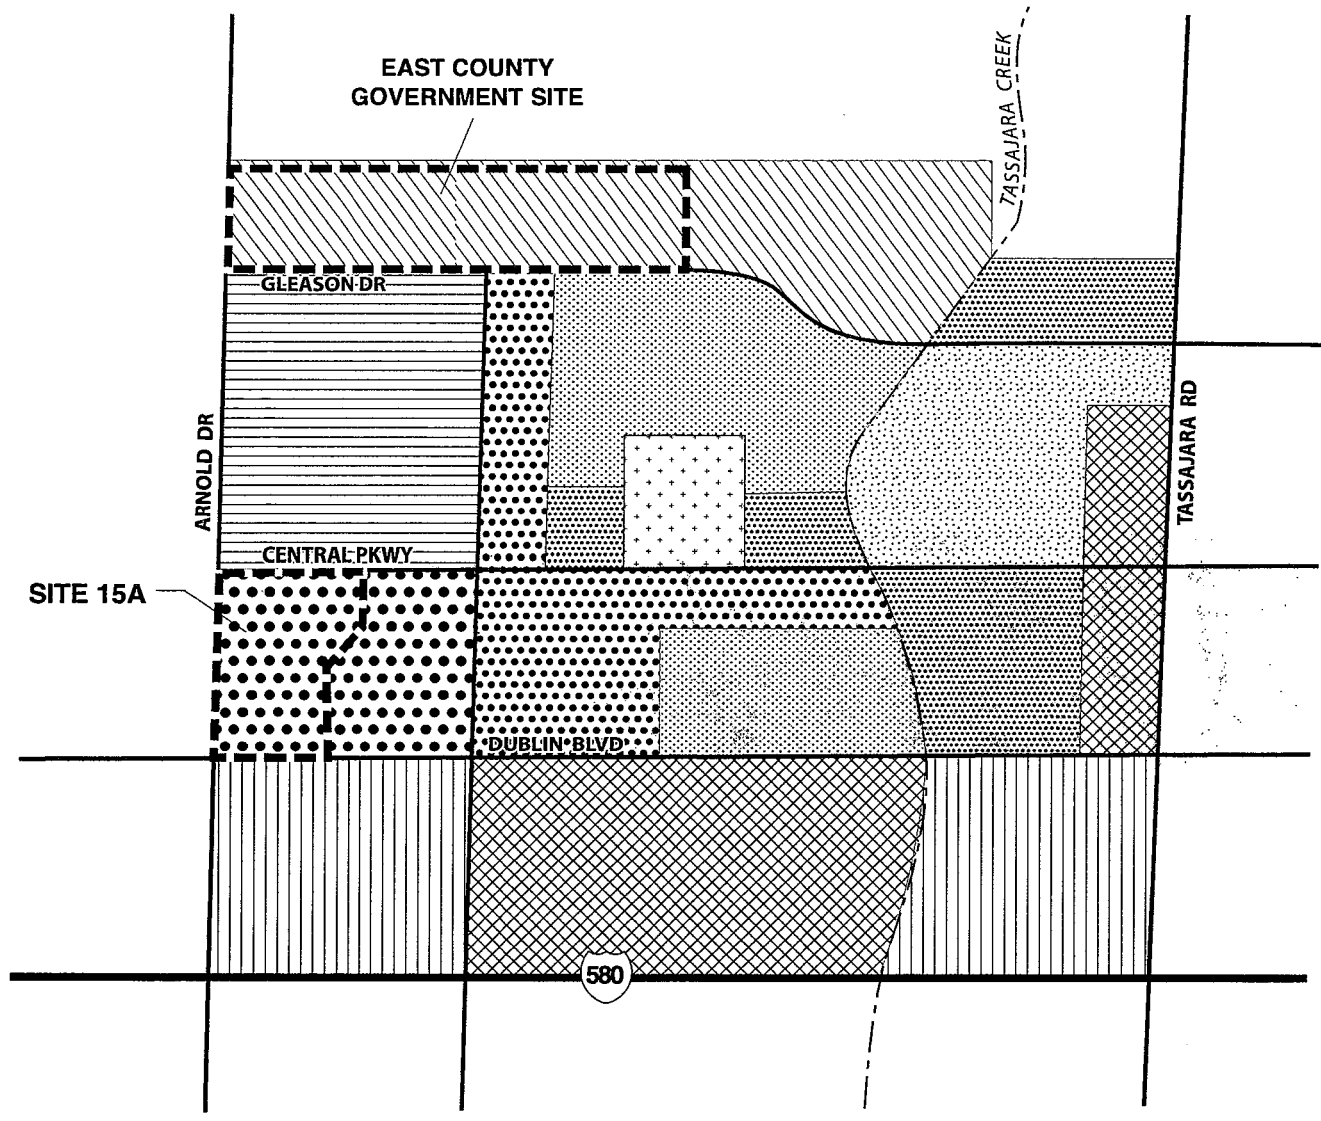 EAST COUNTY
GOVERNMENT SITE
TASSAJARA CREEK
GLEASON DR
ARNOLD DR
TASSAJARA RD
CENTRAL PKWY
SITE 15A
DUBLIN BLVD
580